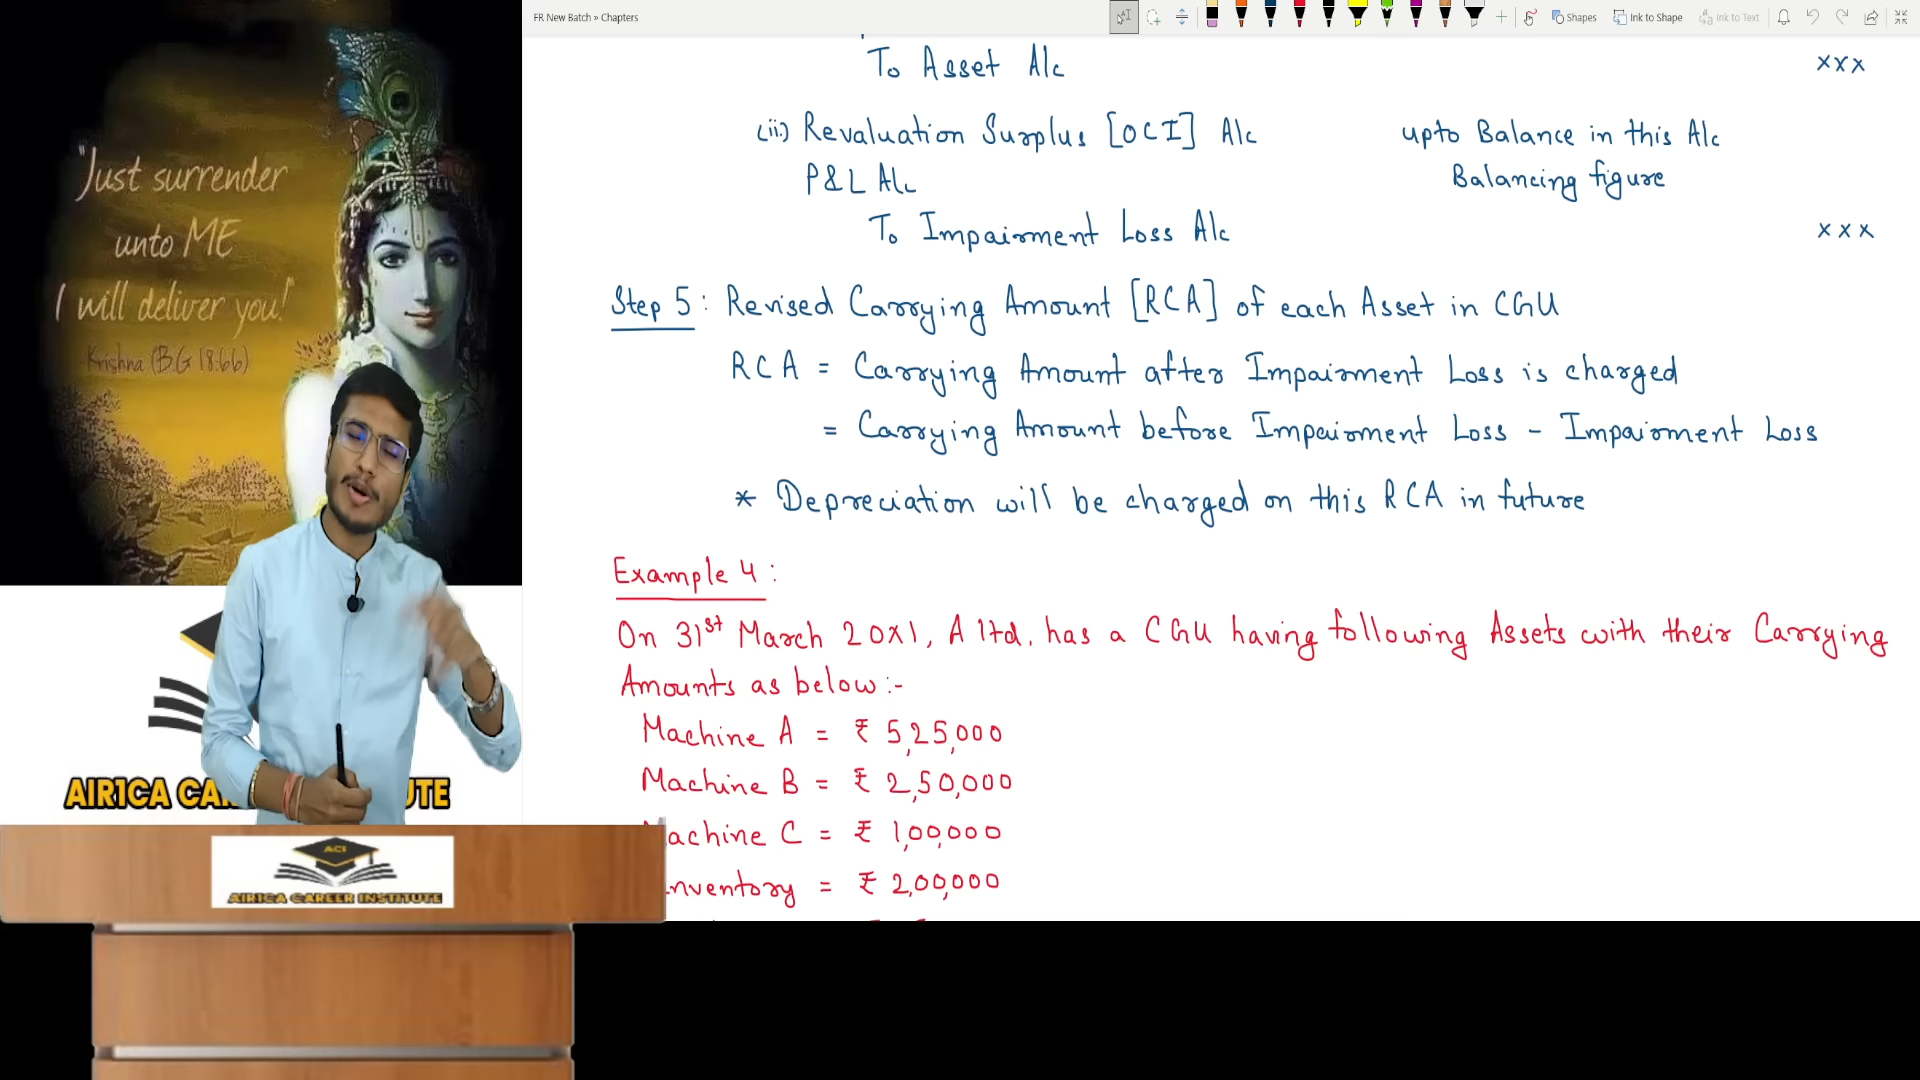 FR New Batch » Chapters
Shapes
Ink to Shape
Ink to Text
To Asset A/c xxx
(ii) Revaluation Surplus [OCI] A/c upto Balance in this A/c
P&L A/c Balancing figure
To Impairment Loss A/c xxx
Step 5 : Revised Carrying Amount [RCA] of each Asset in CGU
RCA = Carrying Amount after Impairment Loss is charged
= Carrying Amount before Impairment Loss - Impairment Loss
* Depreciation will be charged on this RCA in future
Example 4 :
On 31st March 20x1, A ltd. has a CGU having following Assets with their Carrying
Amounts as below :-
Machine A = ₹ 5,25,000
Machine B = ₹ 2,50,000
Machine C = ₹ 1,00,000
Inventory = ₹ 2,00,000
"Just surrender
unto ME
I will deliver you!"
Krishna (B.G 18:66)
AIR1CA CA UTE
ACI
AIR1CA CAREER INSTITUTE